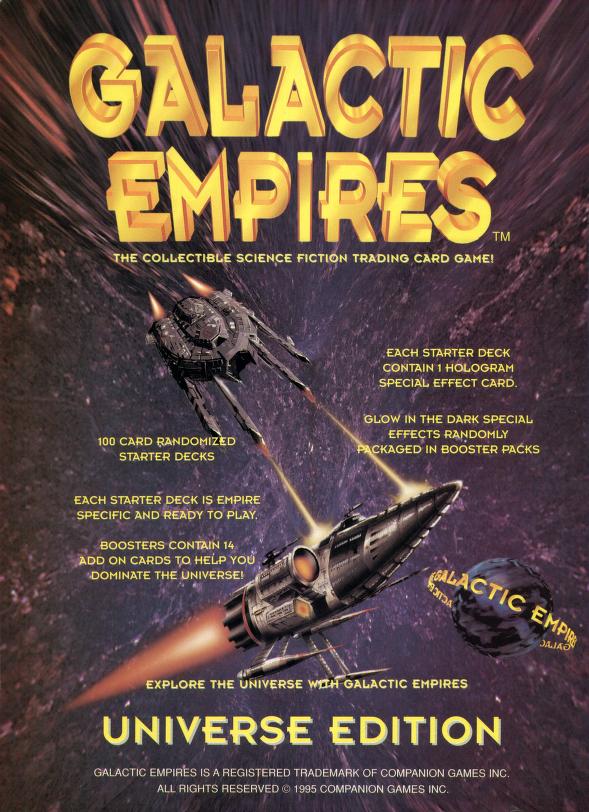 GALACTIC
EMPIRES™
THE COLLECTIBLE SCIENCE FICTION TRADING CARD GAME!
EACH STARTER DECK
CONTAIN 1 HOLOGRAM
SPECIAL EFFECT CARD.
GLOW IN THE DARK SPECIAL
EFFECTS RANDOMLY
PACKAGED IN BOOSTER PACKS
100 CARD RANDOMIZED
STARTER DECKS
EACH STARTER DECK IS EMPIRE
SPECIFIC AND READY TO PLAY.
BOOSTERS CONTAIN 14
ADD ON CARDS TO HELP YOU
DOMINATE THE UNIVERSE!
GALACTIC EMPIRE
EXPLORE THE UNIVERSE WITH GALACTIC EMPIRES
UNIVERSE EDITION
GALACTIC EMPIRES IS A REGISTERED TRADEMARK OF COMPANION GAMES INC.
ALL RIGHTS RESERVED © 1995 COMPANION GAMES INC.